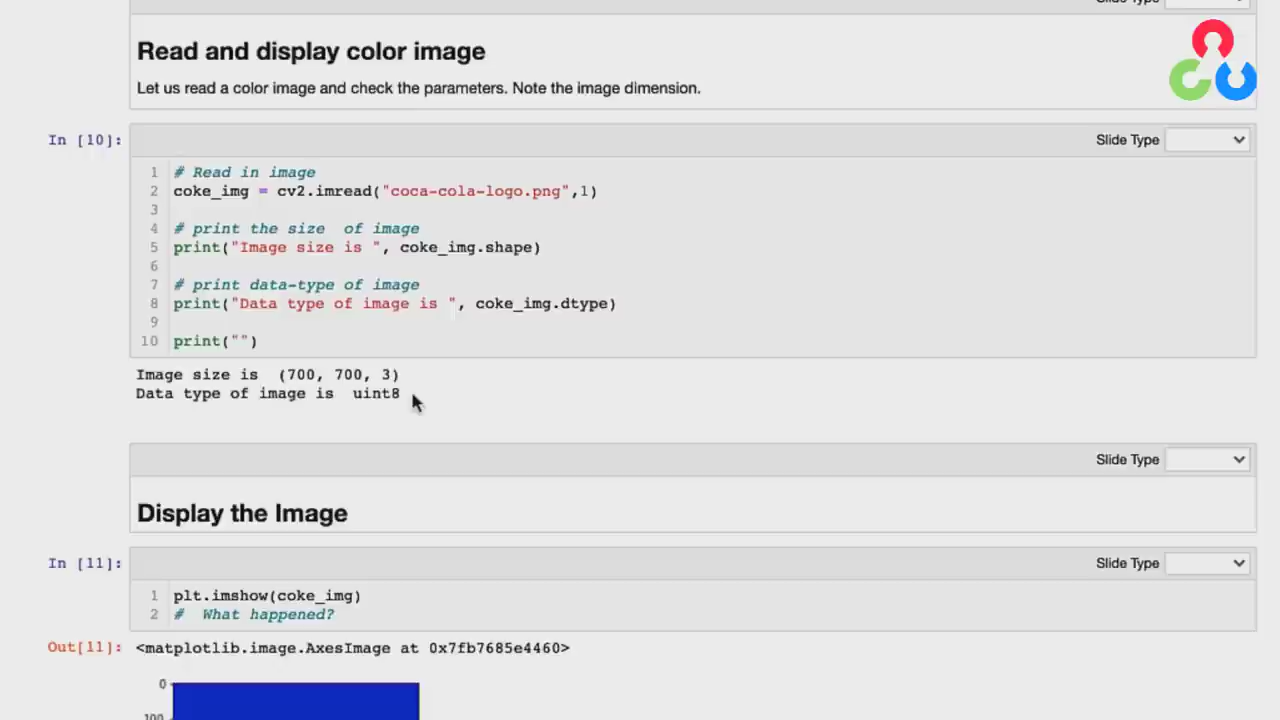 Slide Type
Read and display color image
Let us read a color image and check the parameters. Note the image dimension.
In [10]:
Slide Type
1 # Read in image
2 coke_img = cv2.imread("coca-cola-logo.png",1)
3
4 # print the size  of image
5 print("Image size is ", coke_img.shape)
6
7 # print data-type of image
8 print("Data type of image is ", coke_img.dtype)
9
10 print("")
Image size is  (700, 700, 3)
Data type of image is  uint8
Slide Type
Display the Image
In [11]:
Slide Type
1 plt.imshow(coke_img)
2 #  What happened?
Out[11]: <matplotlib.image.AxesImage at 0x7fb7685e4460>
0
100